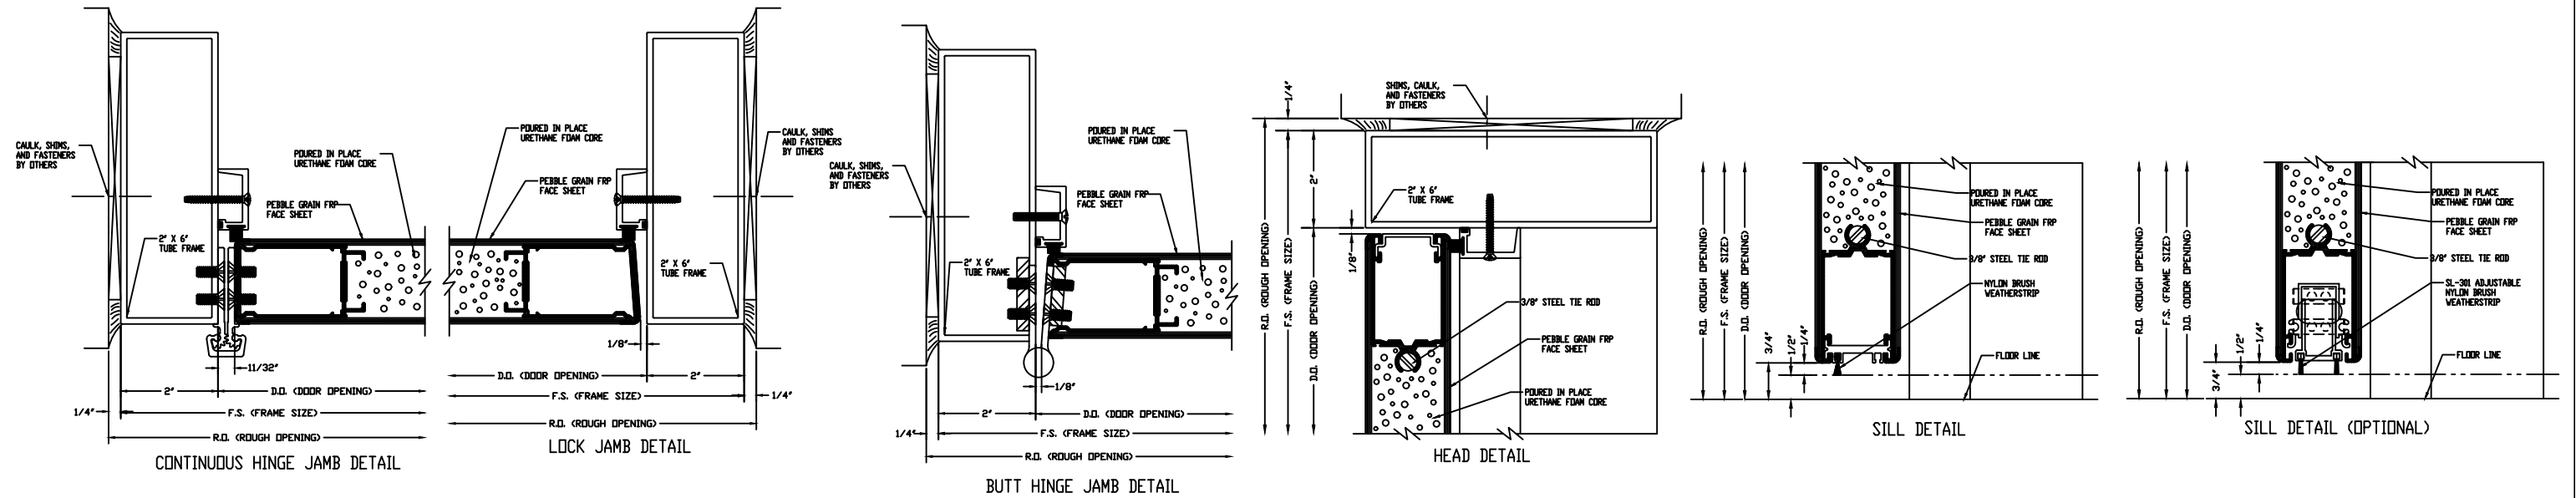 CAULK, SHIMS,
AND FASTENERS
BY OTHERS
POURED IN PLACE
URETHANE FOAM CORE
PEBBLE GRAIN FRP
FACE SHEET
2" X 6"
TUBE FRAME
11/32"
2"
D.O. (DOOR OPENING)
1/4"
F.S. (FRAME SIZE)
R.O. (ROUGH OPENING)
CONTINUOUS HINGE JAMB DETAIL
POURED IN PLACE
URETHANE FOAM CORE
CAULK, SHIMS
AND FASTENERS
BY OTHERS
PEBBLE GRAIN FRP
FACE SHEET
2" X 6"
TUBE FRAME
1/8"
D.O. (DOOR OPENING)
2"
F.S. (FRAME SIZE)
1/4"
R.O. (ROUGH OPENING)
LOCK JAMB DETAIL
POURED IN PLACE
URETHANE FOAM CORE
CAULK, SHIMS,
AND FASTENERS
BY OTHERS
PEBBLE GRAIN FRP
FACE SHEET
2" X 6"
TUBE FRAME
1/8"
2"
D.O. (DOOR OPENING)
1/4"
F.S. (FRAME SIZE)
R.O. (ROUGH OPENING)
BUTT HINGE JAMB DETAIL
1/4"
SHIMS, CAULK,
AND FASTENERS
BY OTHERS
2"
2" X 6"
TUBE FRAME
1/8"
R.O. (ROUGH OPENING)
F.S. (FRAME SIZE)
D.O. (DOOR OPENING)
3/8" STEEL TIE ROD
PEBBLE GRAIN FRP
FACE SHEET
POURED IN PLACE
URETHANE FOAM CORE
HEAD DETAIL
R.O. (ROUGH OPENING)
F.S. (FRAME SIZE)
D.O. (DOOR OPENING)
POURED IN PLACE
URETHANE FOAM CORE
PEBBLE GRAIN FRP
FACE SHEET
3/8" STEEL TIE ROD
NYLON BRUSH
WEATHERSTRIP
3/4"
1/2"
1/4"
FLOOR LINE
SILL DETAIL
R.O. (ROUGH OPENING)
F.S. (FRAME SIZE)
D.O. (DOOR OPENING)
POURED IN PLACE
URETHANE FOAM CORE
PEBBLE GRAIN FRP
FACE SHEET
3/8" STEEL TIE ROD
SL-301 ADJUSTABLE
NYLON BRUSH
WEATHERSTRIP
3/4"
1/2"
1/4"
FLOOR LINE
SILL DETAIL (OPTIONAL)